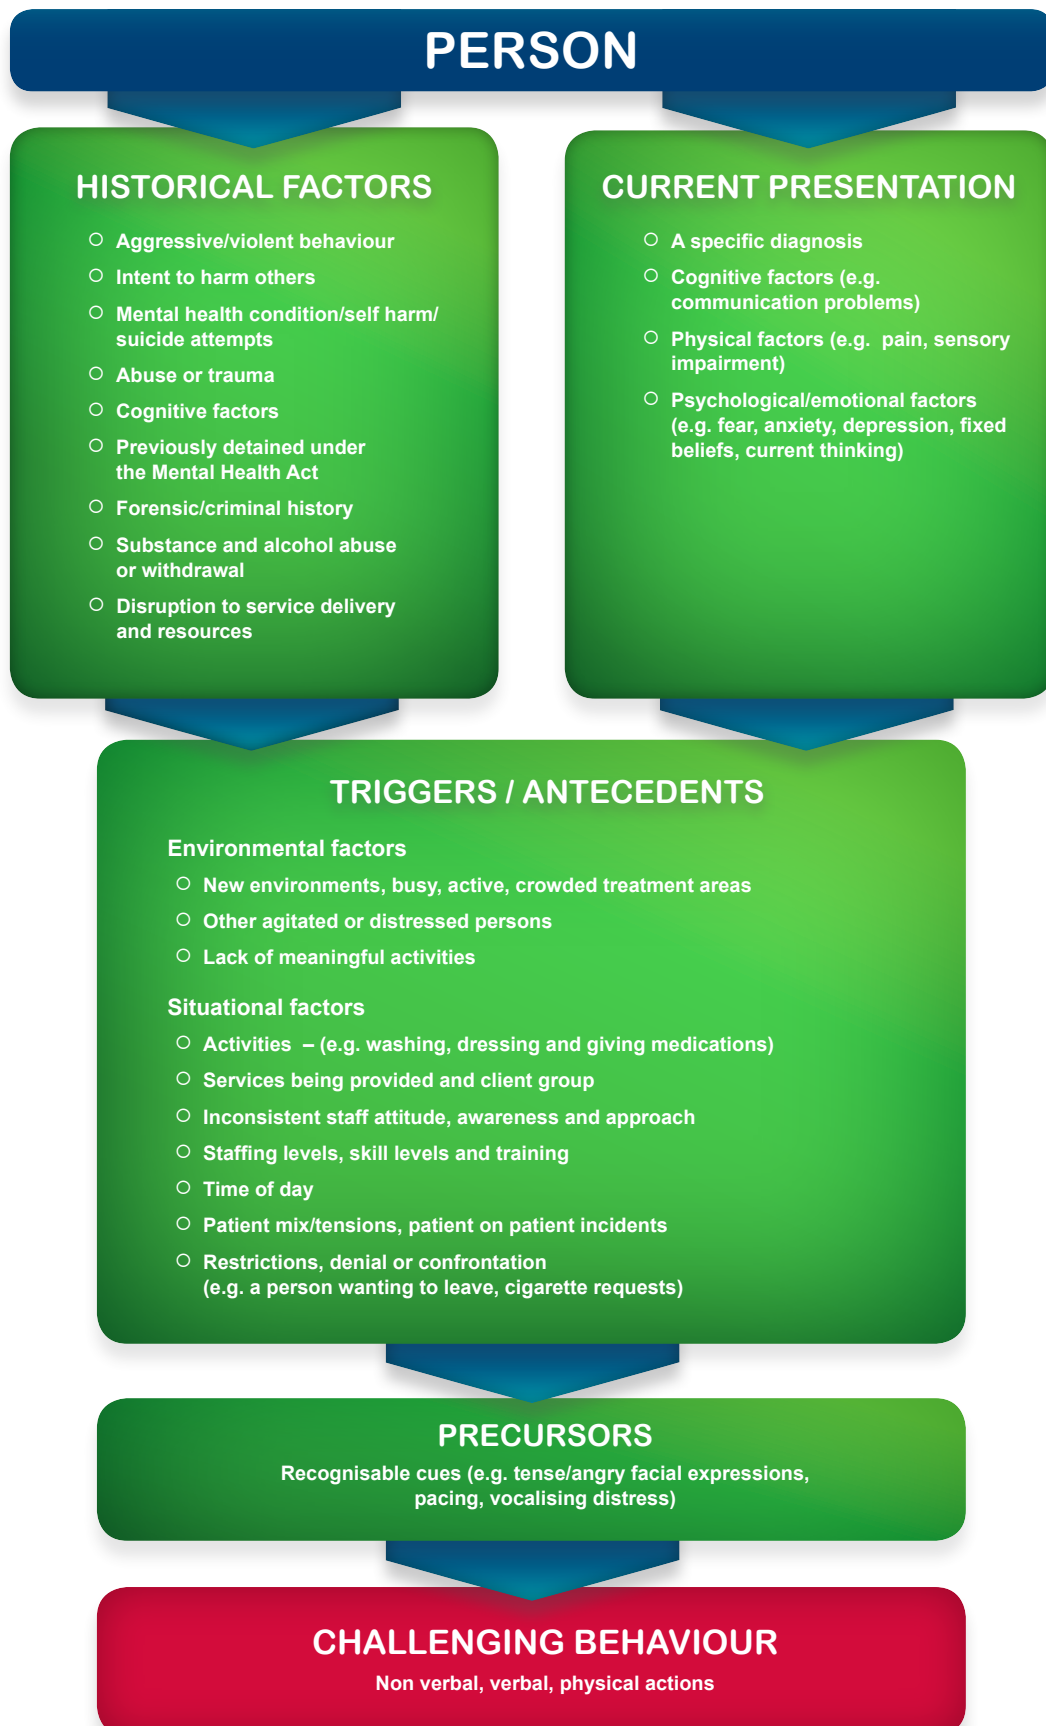 PERSON
HISTORICAL FACTORS
Aggressive/violent behaviour
Intent to harm others
Mental health condition/self harm/
suicide attempts
Abuse or trauma
Cognitive factors
Previously detained under
the Mental Health Act
Forensic/criminal history
Substance and alcohol abuse
or withdrawal
Disruption to service delivery
and resources
CURRENT PRESENTATION
A specific diagnosis
Cognitive factors (e.g.
communication problems)
Physical factors (e.g.  pain, sensory
impairment)
Psychological/emotional factors
(e.g. fear, anxiety, depression, fixed
beliefs, current thinking)
TRIGGERS / ANTECEDENTS
Environmental factors
New environments, busy, active, crowded treatment areas
Other agitated or distressed persons
Lack of meaningful activities
Situational factors
Activities  – (e.g. washing, dressing and giving medications)
Services being provided and client group
Inconsistent staff attitude, awareness and approach
Staffing levels, skill levels and training
Time of day
Patient mix/tensions, patient on patient incidents
Restrictions, denial or confrontation
(e.g. a person wanting to leave, cigarette requests)
PRECURSORS
Recognisable cues (e.g. tense/angry facial expressions,
pacing, vocalising distress)
CHALLENGING BEHAVIOUR
Non verbal, verbal, physical actions